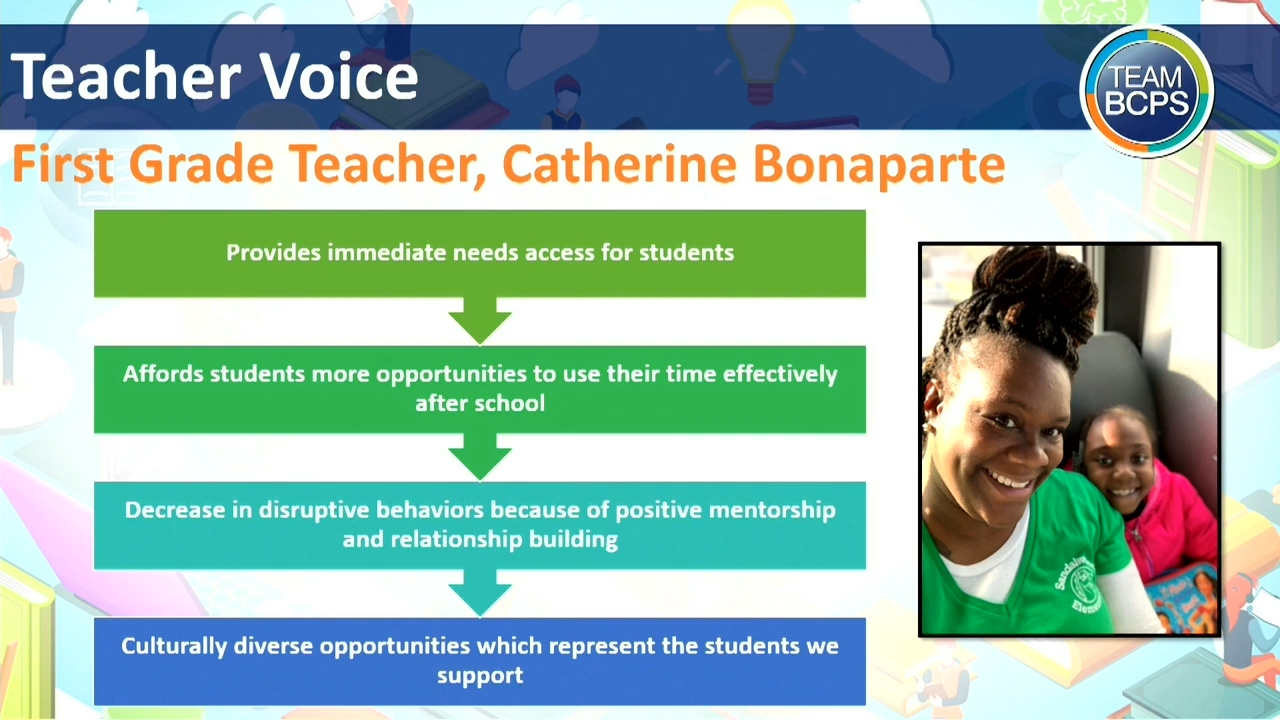 Teacher Voice
TEAM
BCPS
First Grade Teacher, Catherine Bonaparte
Provides immediate needs access for students
Affords students more opportunities to use their time effectively
after school
Decrease in disruptive behaviors because of positive mentorship
and relationship building
Culturally diverse opportunities which represent the students we
support